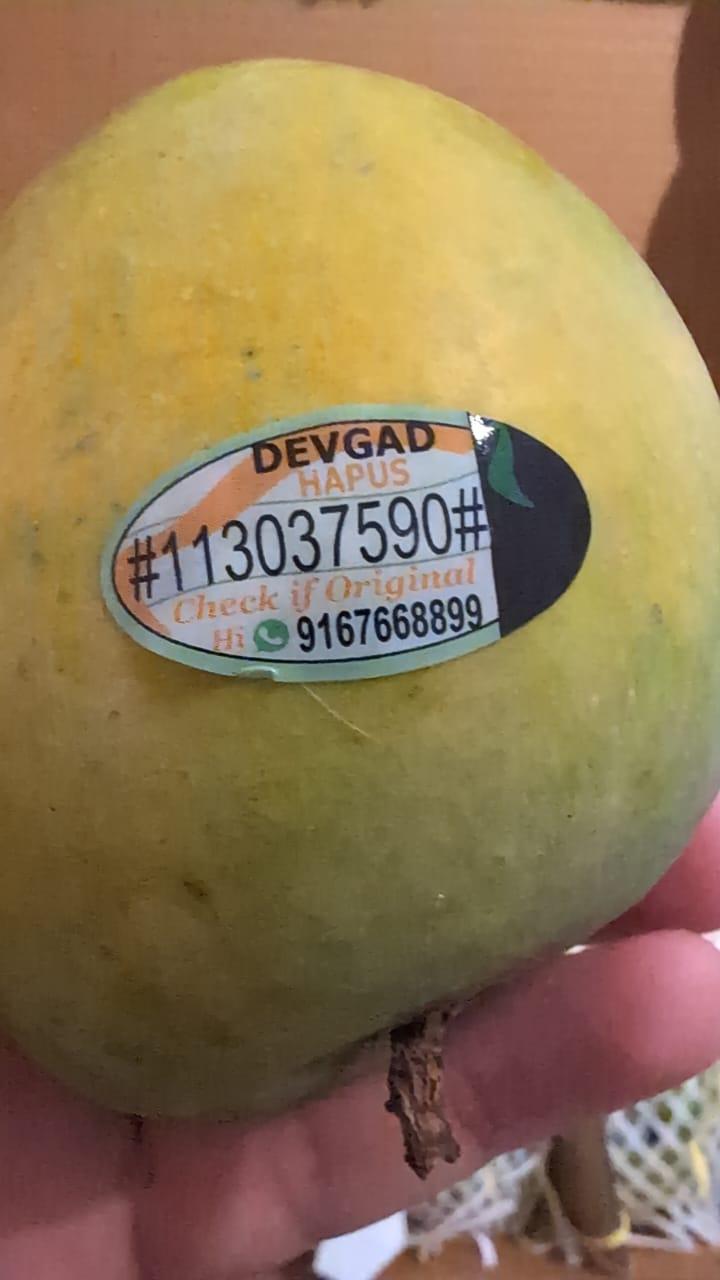 DEVGAD
HAPUS
#113037590#
Check if Original
Hi 9167668899